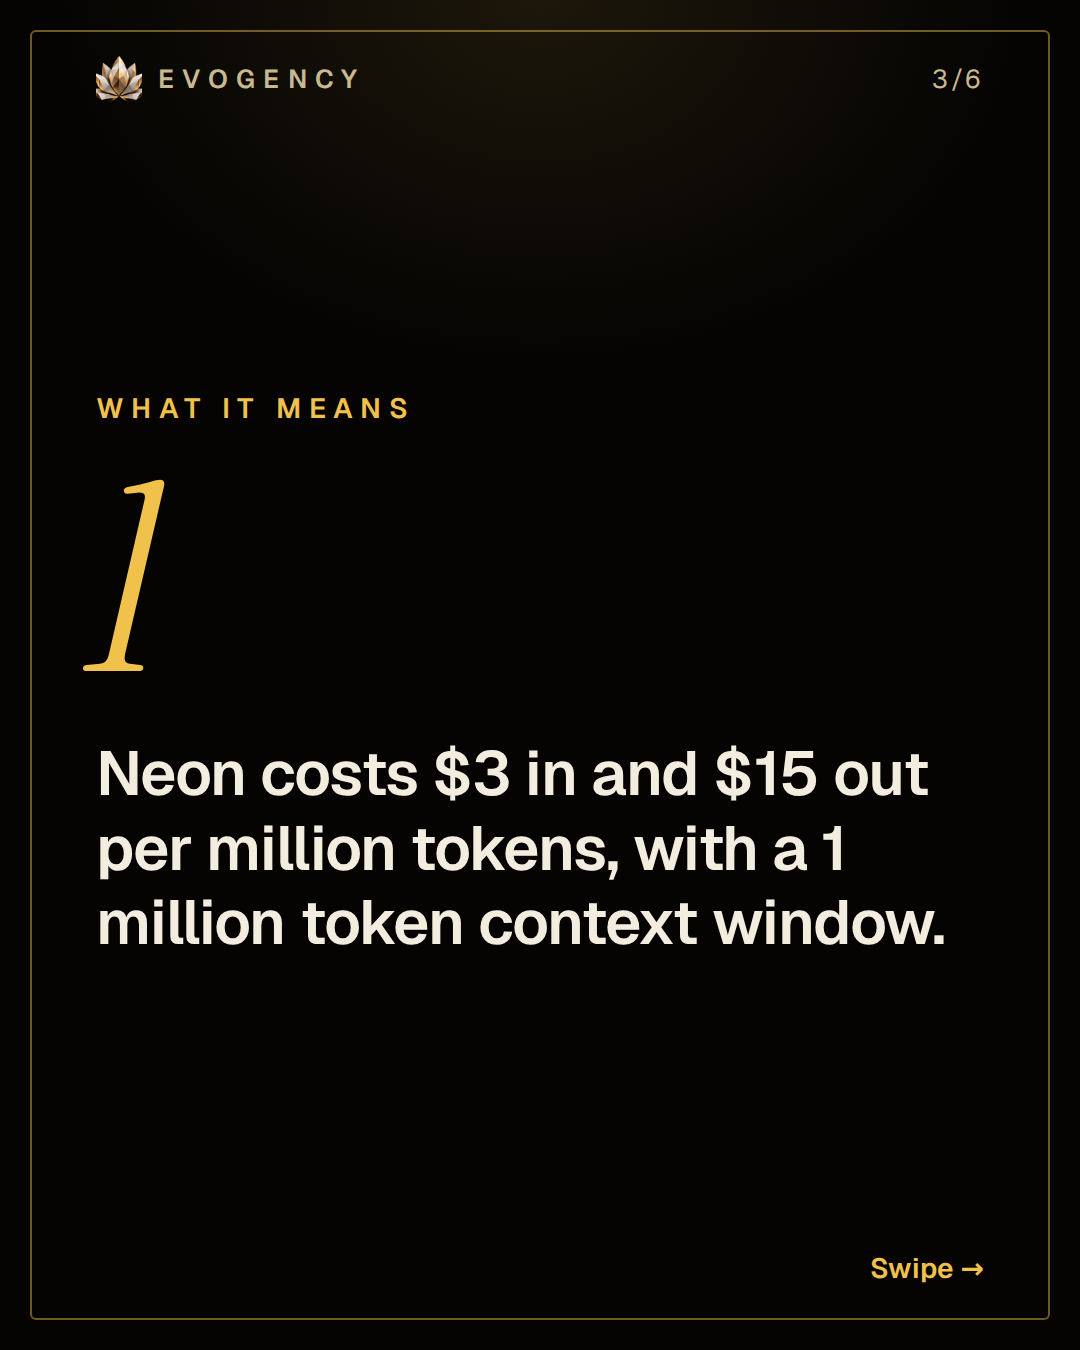 EVOGENCY
3/6
WHAT IT MEANS
1
Neon costs $3 in and $15 out
per million tokens, with a 1
million token context window.
Swipe →